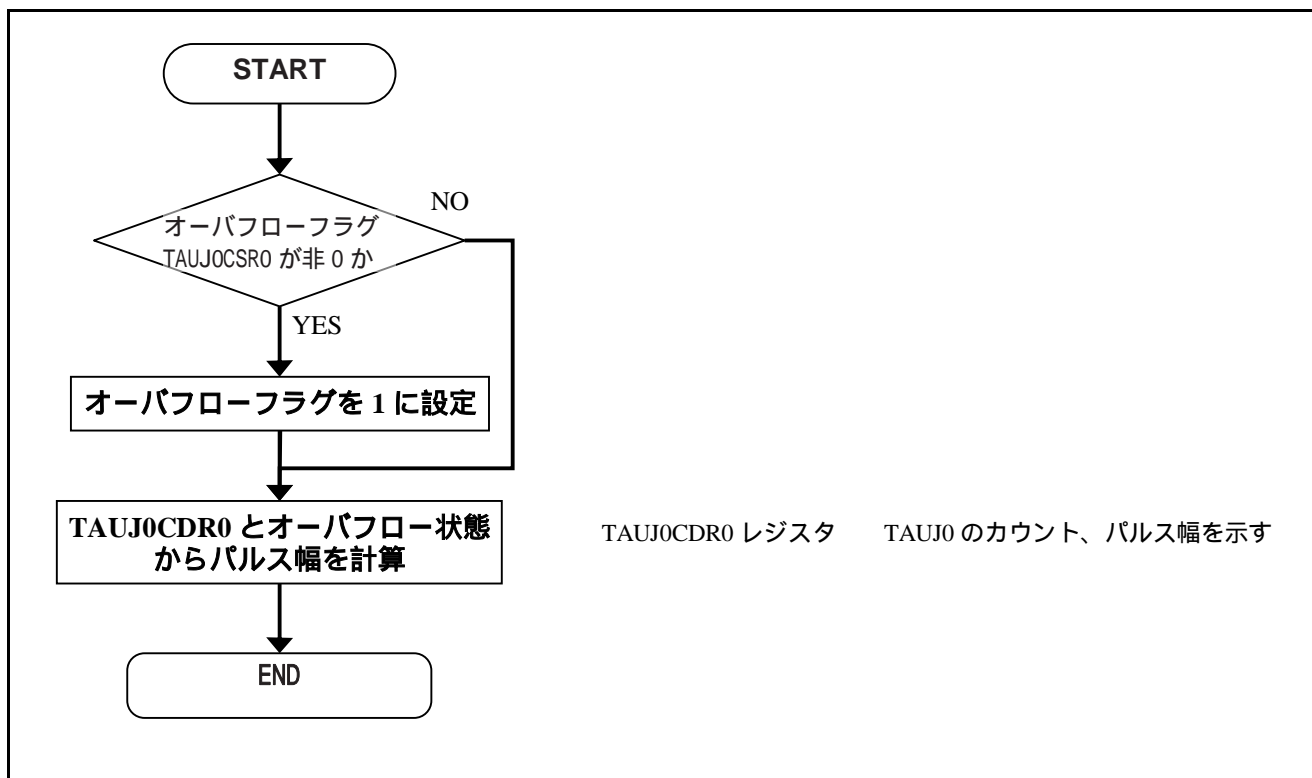 START
オーバフローフラグ
TAUJ0CSR0 が非 0 か
NO
YES
オーバフローフラグを 1 に設定
TAUJ0CDR0 とオーバフロー状態
からパルス幅を計算
TAUJ0CDR0 レジスタ　TAUJ0 のカウント、パルス幅を示す
END